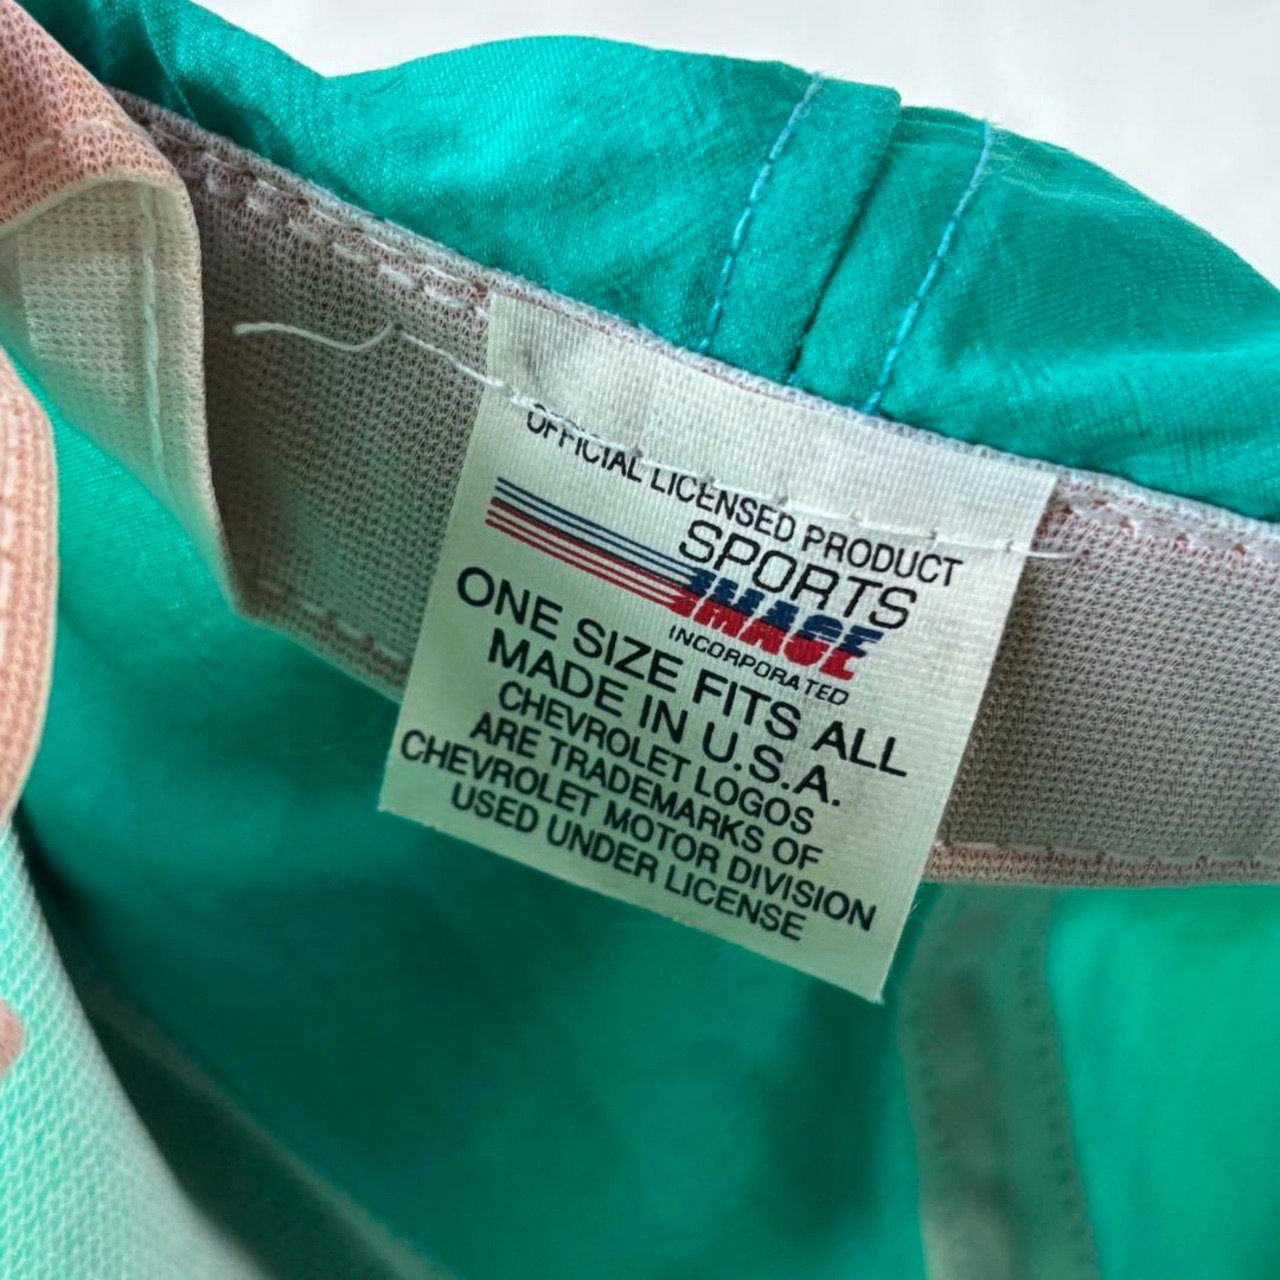 OFFICIAL LICENSED PRODUCT
SPORTS
IMAGE
INCORPORATED
ONE SIZE FITS ALL
MADE IN U.S.A.
CHEVROLET LOGOS
ARE TRADEMARKS OF
CHEVROLET MOTOR DIVISION
USED UNDER LICENSE